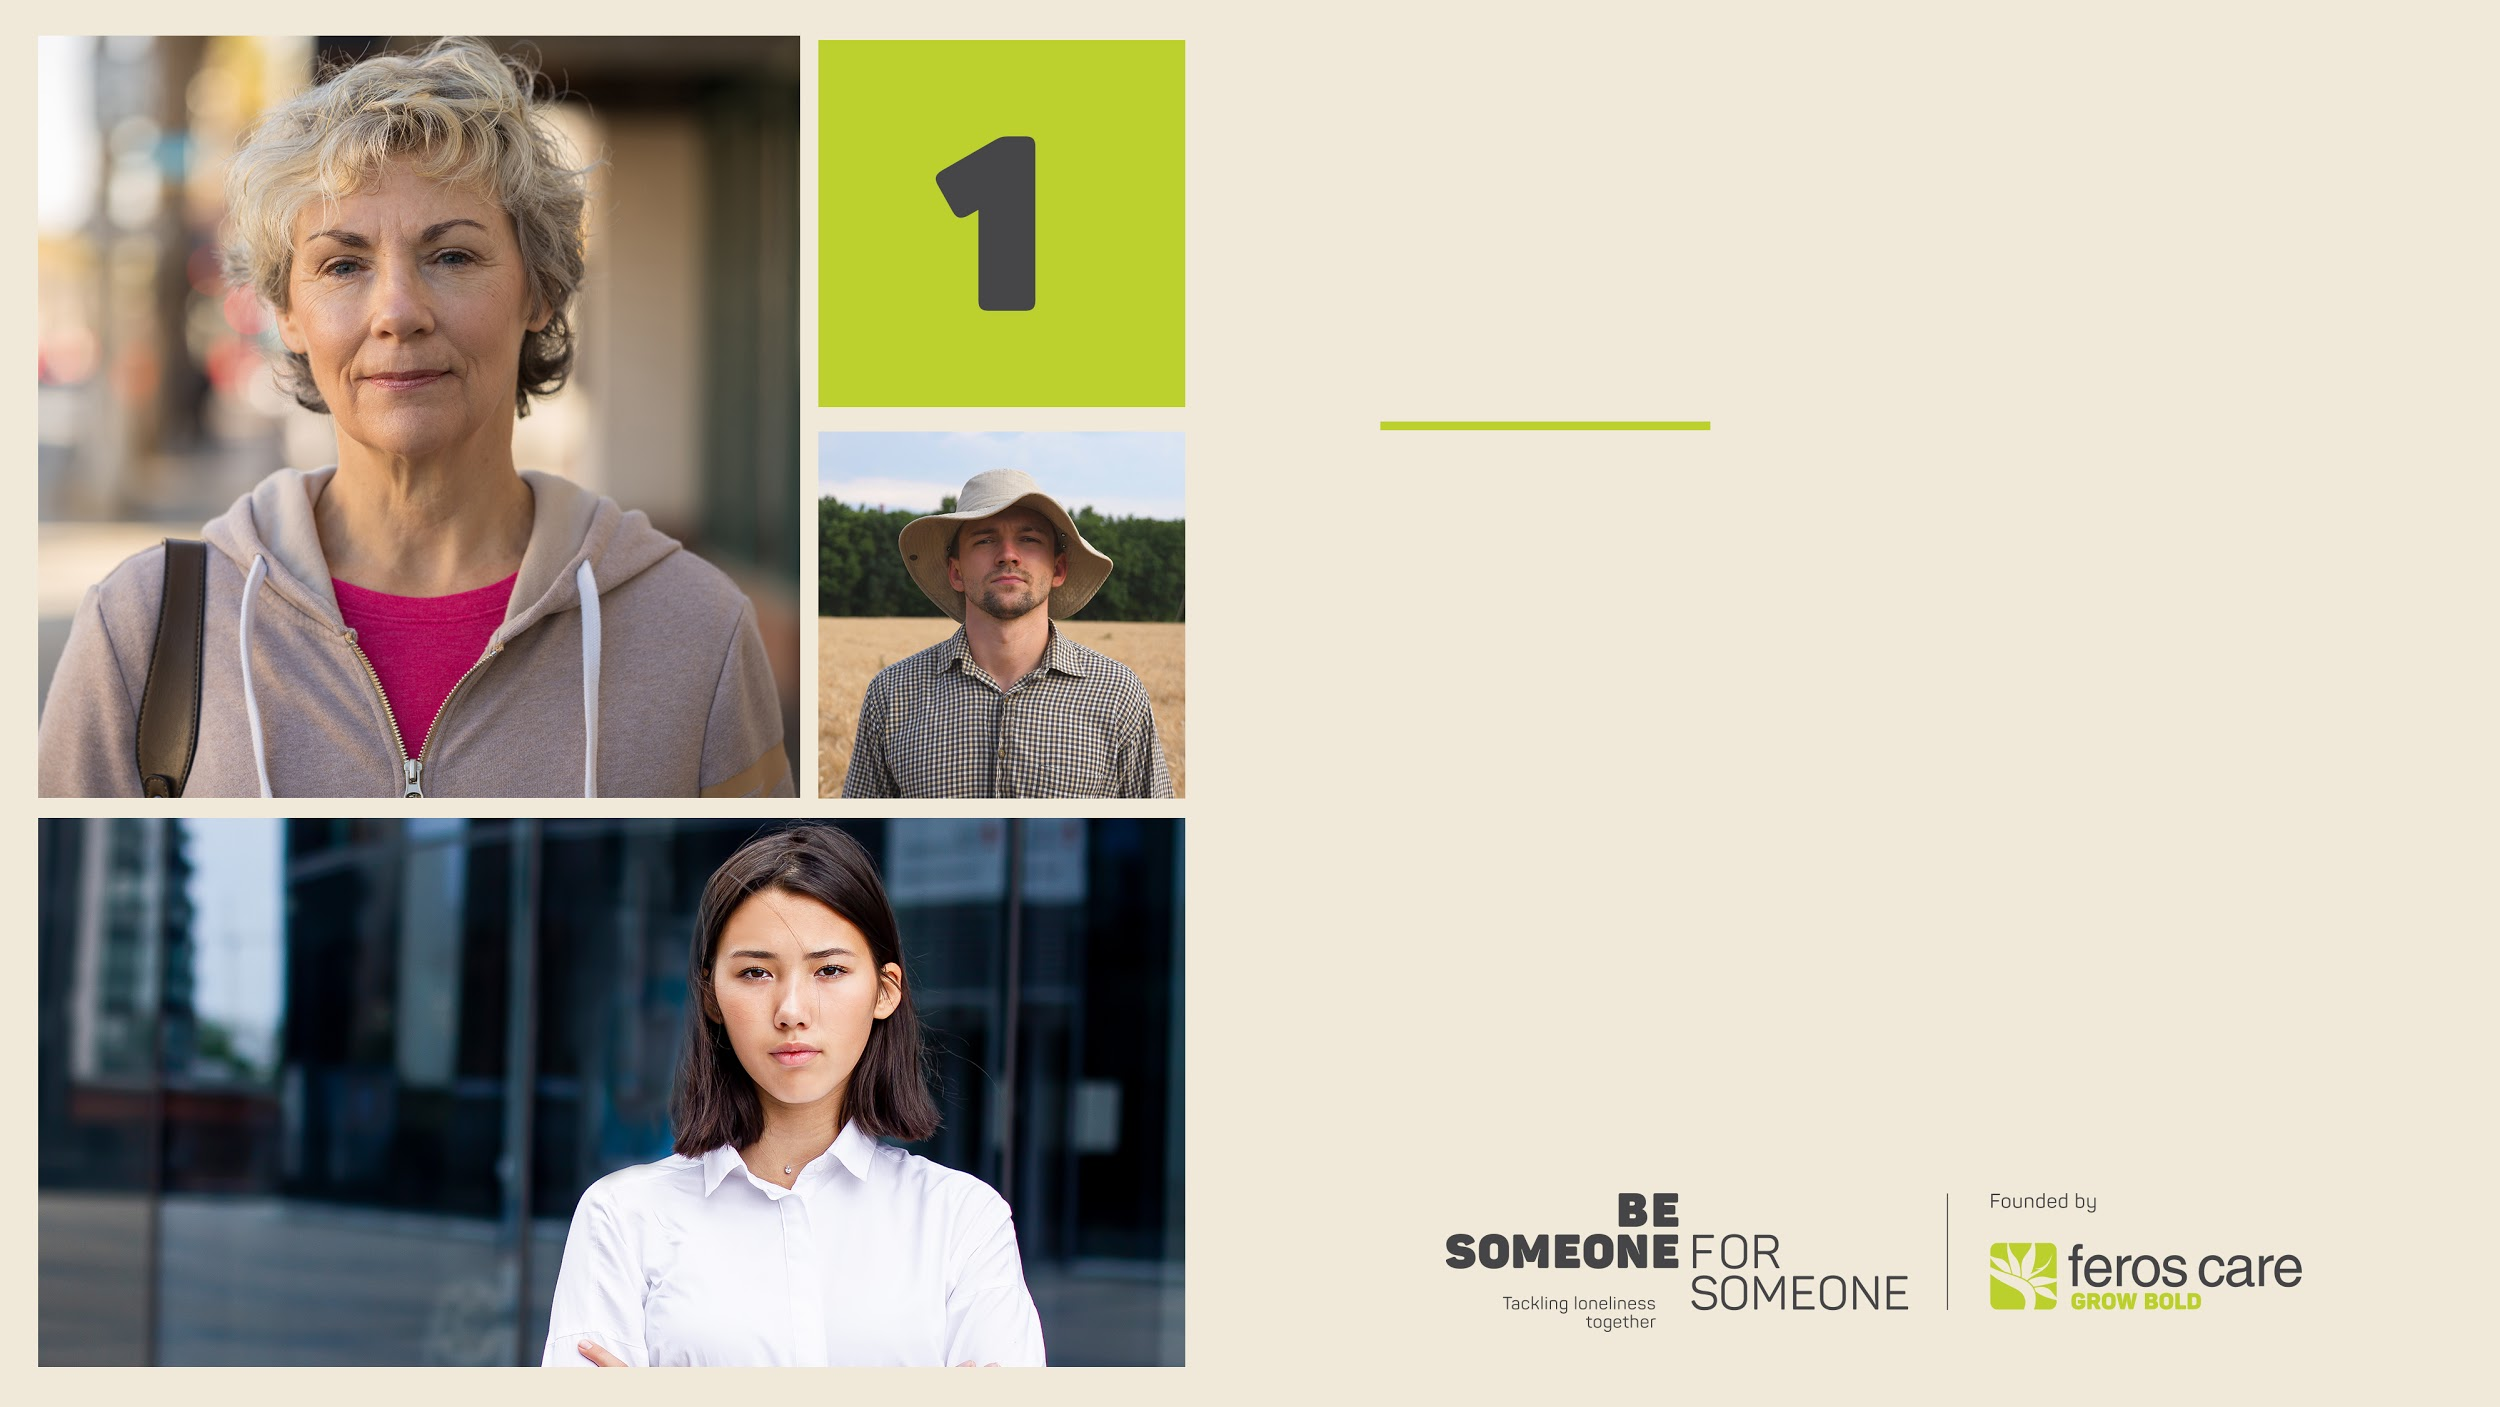 1
BE
SOMEONE FOR
SOMEONE
Tackling loneliness
together
Founded by
feros care
GROW BOLD